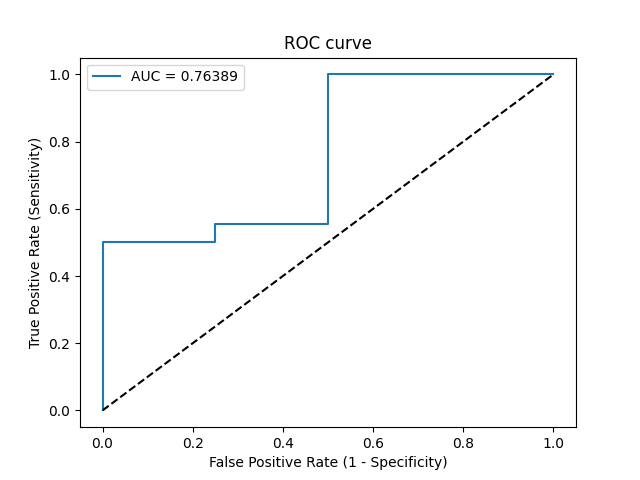 ROC curve
AUC = 0.76389
1.0
0.8
0.6
0.4
0.2
0.0
True Positive Rate (Sensitivity)
0.0 0.2 0.4 0.6 0.8 1.0
False Positive Rate (1 - Specificity)